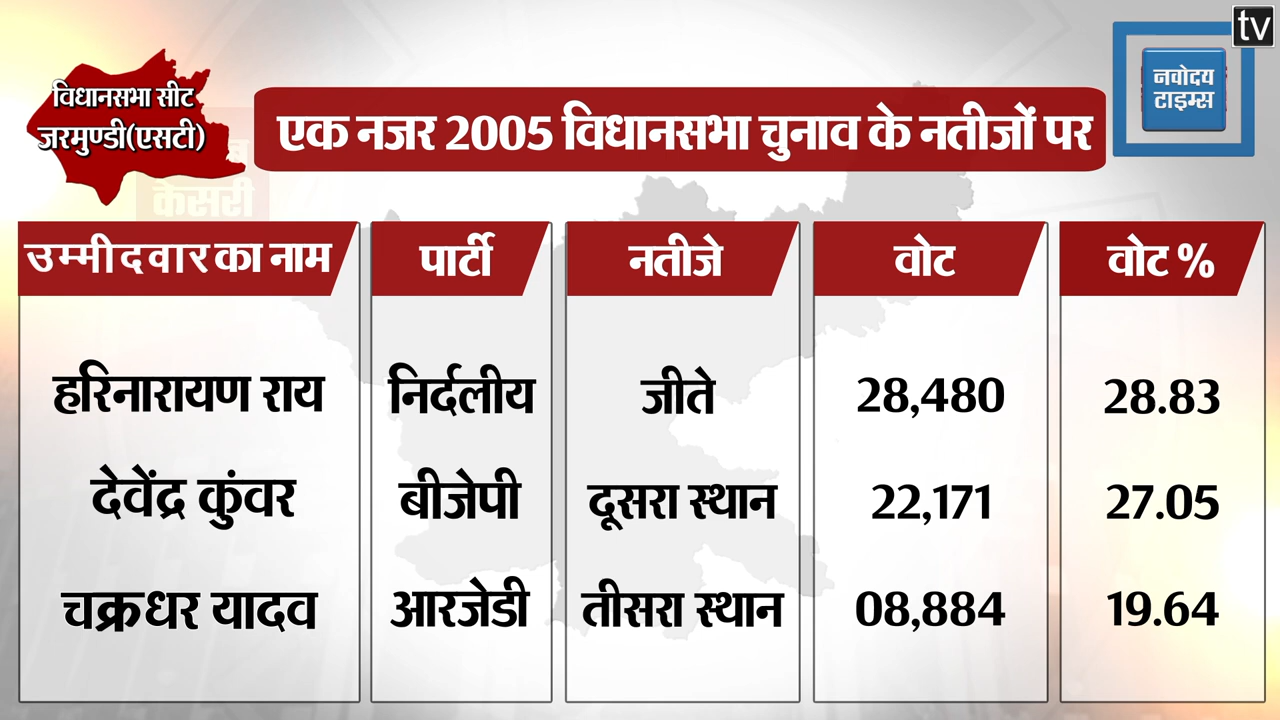 tv
नवोदय
टाइम्स
विधानसभा सीट
जरमुण्डी(एसटी)
एक नजर 2005 विधानसभा चुनाव के नतीजों पर
केसरी
उम्मीदवार का नाम पार्टी नतीजे वोट वोट %
हरिनारायण राय निर्दलीय जीते 28,480 28.83
देवेंद्र कुंवर बीजेपी दूसरा स्थान 22,171 27.05
चक्रधर यादव आरजेडी तीसरा स्थान 08,884 19.64